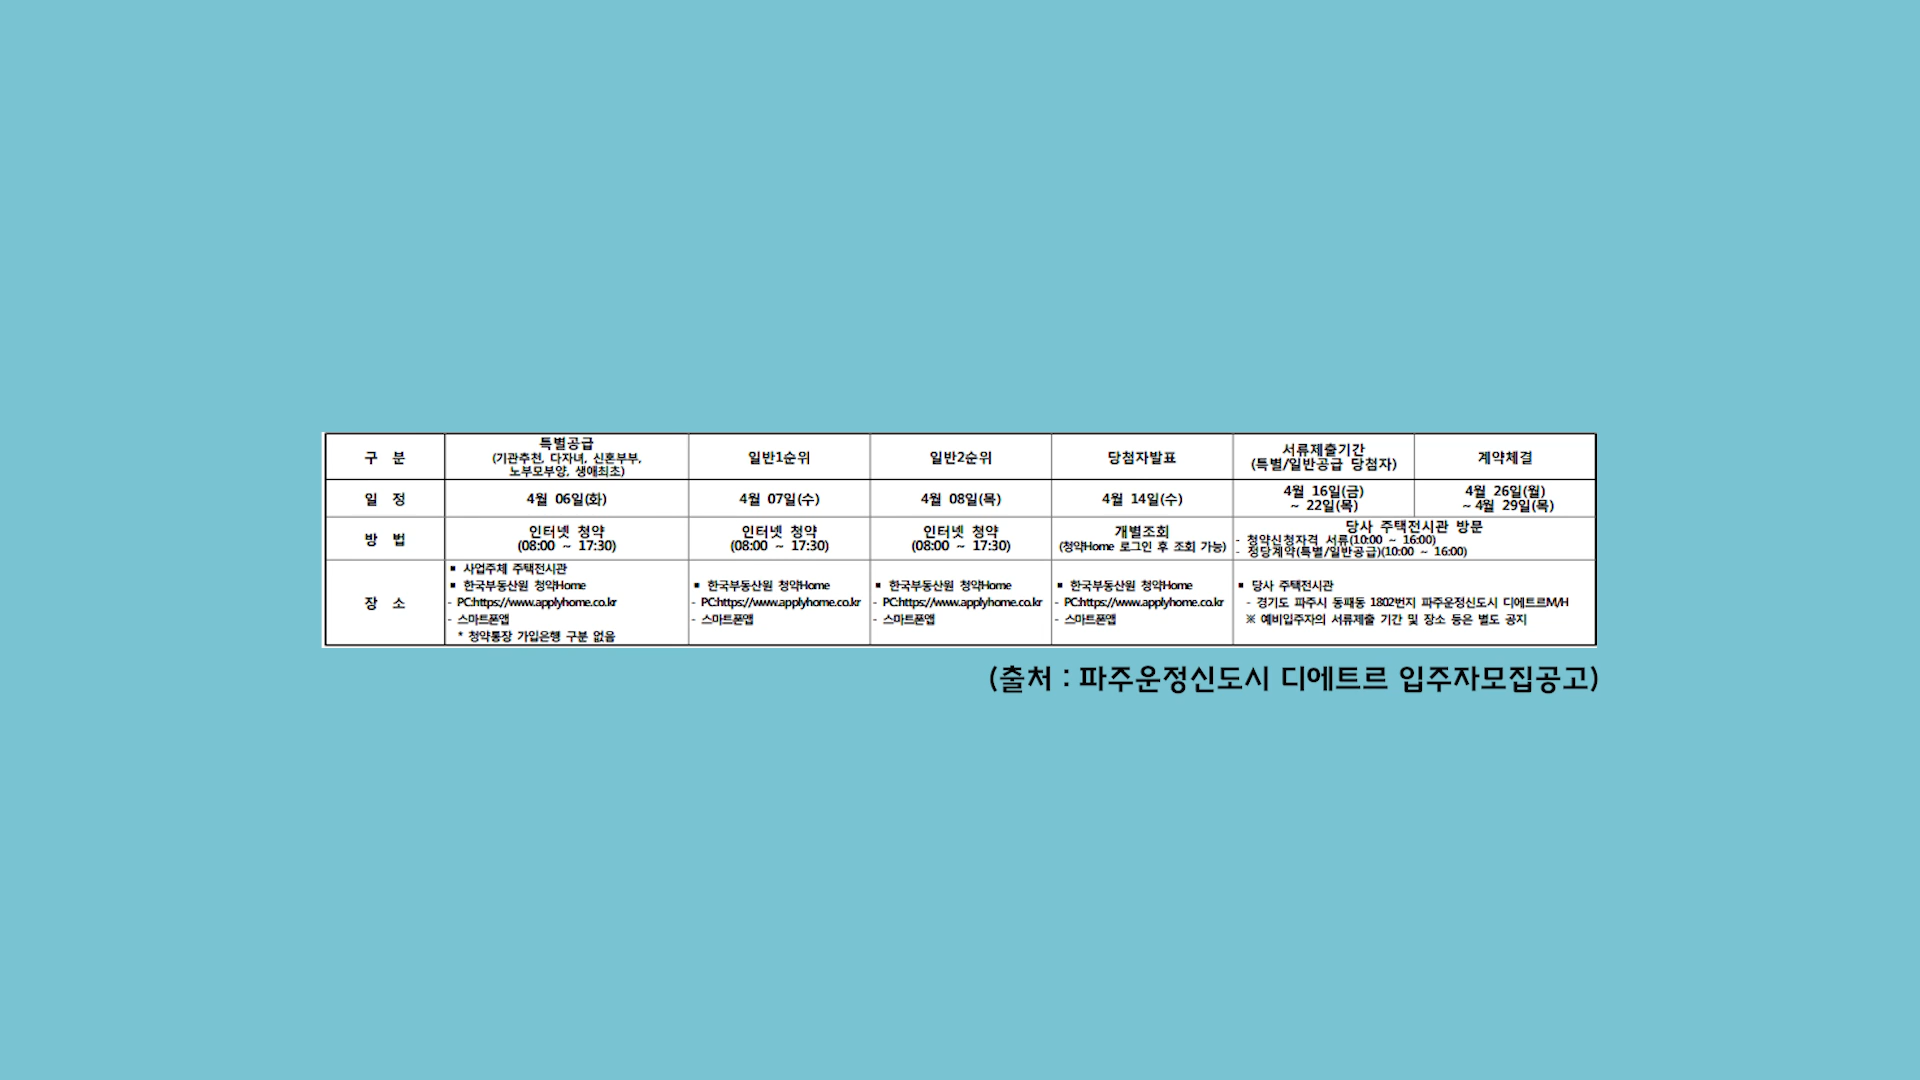 구 분
특별공급
(기관추천, 다자녀, 신혼부부,
노부모부양, 생애최초)
일반1순위
일반2순위
당첨자발표
서류제출기간
(특별/일반공급 당첨자)
계약체결
일 정
4월 06일(화)
4월 07일(수)
4월 08일(목)
4월 14일(수)
4월 16일(금)
~ 22일(목)
4월 26일(월)
~ 4월 29일(목)
방 법
인터넷 청약
(08:00 ~ 17:30)
인터넷 청약
(08:00 ~ 17:30)
인터넷 청약
(08:00 ~ 17:30)
개별조회
(청약Home 로그인 후 조회 가능)
당사 주택전시관 방문
- 청약신청자격 서류(10:00 ~ 16:00)
- 정당계약(특별/일반공급)(10:00 ~ 16:00)
장 소
▪ 사업주체 주택전시관
▪ 한국부동산원 청약Home
- PC:https://www.applyhome.co.kr
- 스마트폰앱
* 청약통장 가입은행 구분 없음
▪ 한국부동산원 청약Home
- PC:https://www.applyhome.co.kr
- 스마트폰앱
▪ 한국부동산원 청약Home
- PC:https://www.applyhome.co.kr
- 스마트폰앱
▪ 한국부동산원 청약Home
- PC:https://www.applyhome.co.kr
- 스마트폰앱
▪ 당사 주택전시관
- 경기도 파주시 동패동 1802번지 파주운정신도시 디에트르M/H
※ 예비입주자의 서류제출 기간 및 장소 등은 별도 공지
(출처 : 파주운정신도시 디에트르 입주자모집공고)